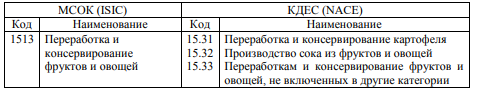 МСОК (ISIC) КДЕС (NACE)
Код Наименование Код Наименование
1513 Переработка и 15.31 Переработка и консервирование картофеля
консервирование 15.32 Производство сока из фруктов и овощей
фруктов и овощей 15.33 Переработкам и консервирование фруктов и
овощей, не включенных в другие категории